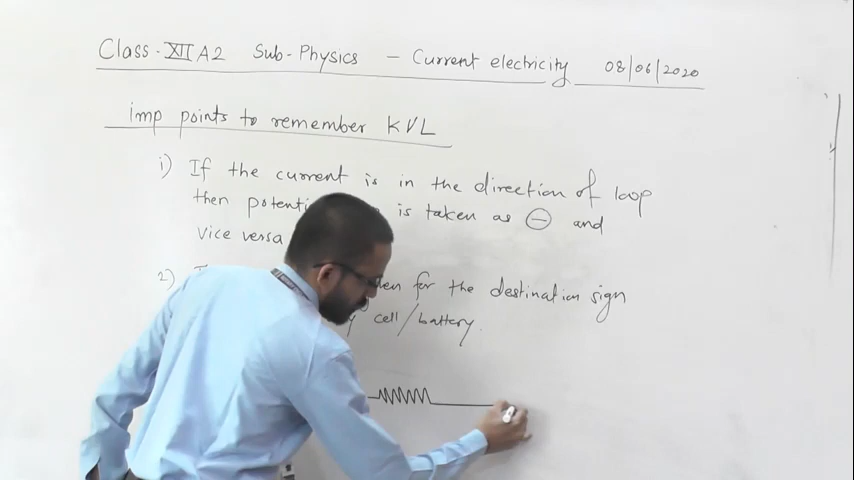 Class-XII A2 Sub-Physics - Current electricity 08/06/2020
imp points to remember KVL
i) If the current is in the direction of loop
then is taken as ⊖ and
vice versa
2) for the destination sign
cell/battery.